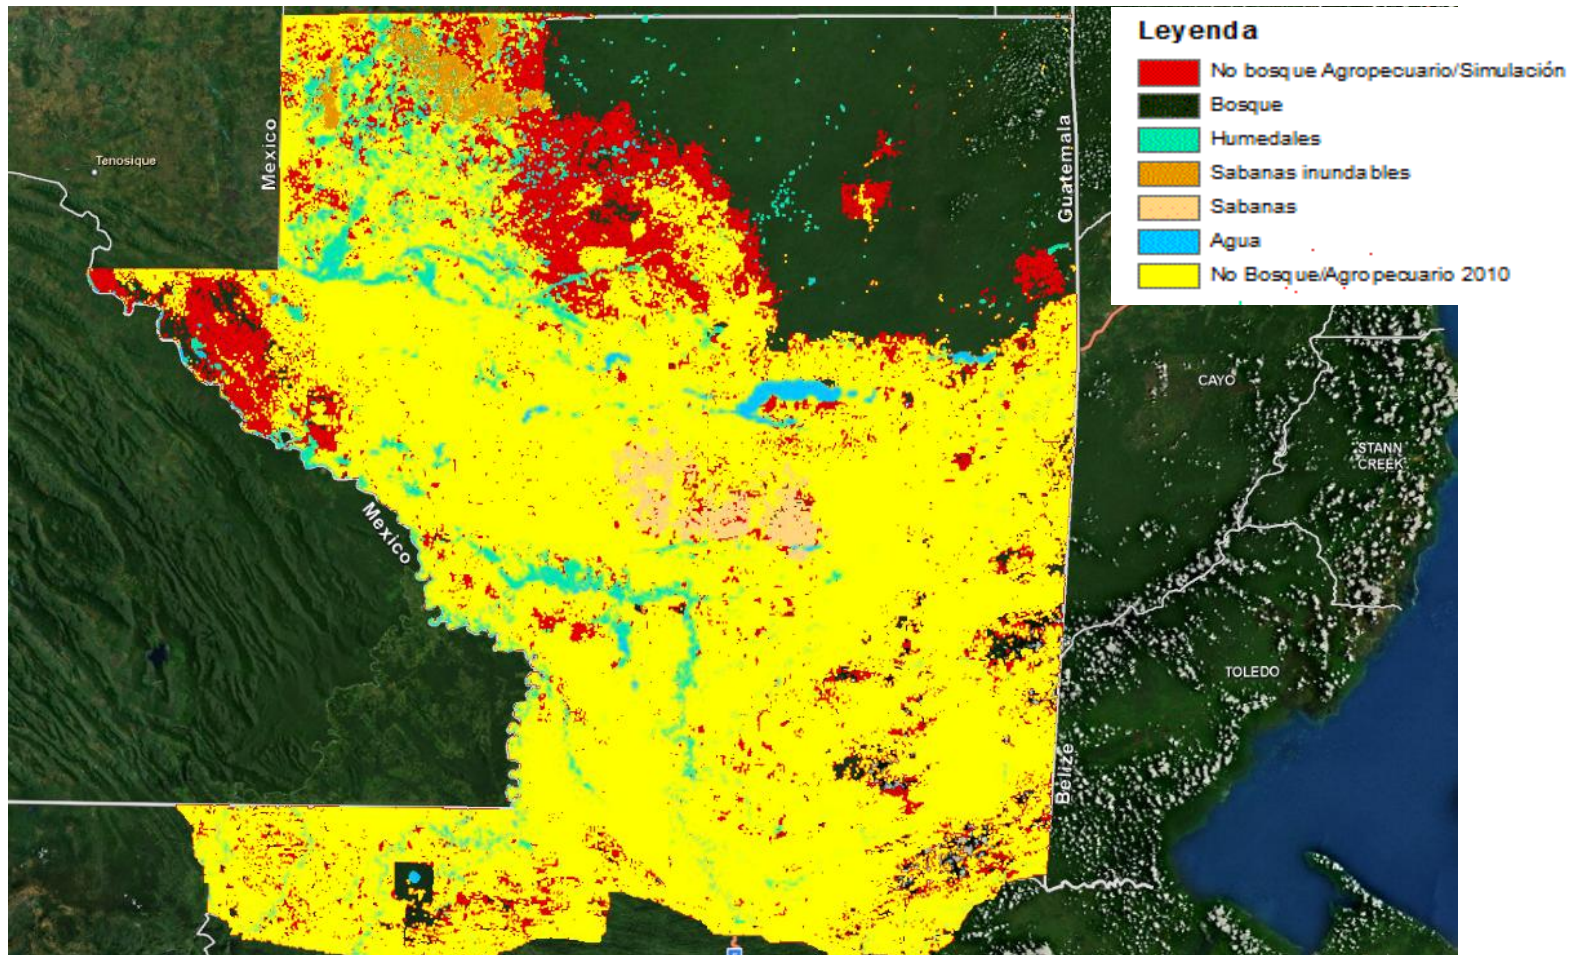 Leyenda
No bosque Agropecuario/Simulación
Bosque
Humedales
Sabanas inundables
Sabanas
Agua
No Bosque/Agropecuario 2010
Tenosique
Mexico
Guatemala
CAYO
STANN
CREEK
Mexico
TOLEDO
Belize